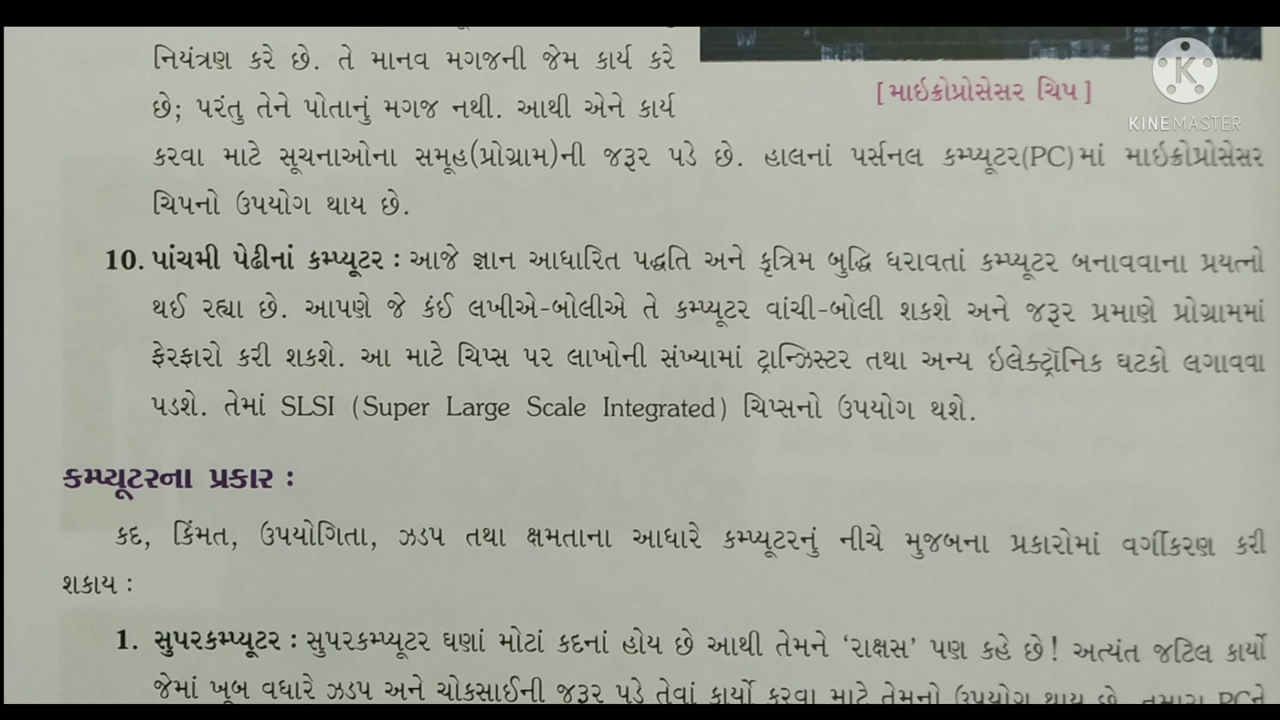 નિયંત્રણ કરે છે. તે માનવ મગજની જેમ કાર્ય કરે
[માઇક્રોપ્રોસેસર ચિપ]
KINEMASTER
છે; પરંતુ તેને પોતાનું મગજ નથી. આથી એને કાર્ય
કરવા માટે સૂચનાઓના સમૂહ(પ્રોગ્રામ)ની જરૂર પડે છે. હાલનાં પર્સનલ કમ્પ્યૂટર(PC)માં માઇક્રોપ્રોસેસર
ચિપનો ઉપયોગ થાય છે.
10. પાંચમી પેઢીનાં કમ્પ્યૂટર : આજે જ્ઞાન આધારિત પદ્ધતિ અને કૃત્રિમ બુદ્ધિ ધરાવતાં કમ્પ્યૂટર બનાવવાના પ્રયત્નો
થઈ રહ્યા છે. આપણે જે કંઈ લખીએ-બોલીએ તે કમ્પ્યૂટર વાંચી-બોલી શકશે અને જરૂર પ્રમાણે પ્રોગ્રામમાં
ફેરફારો કરી શકશે. આ માટે ચિપ્સ પર લાખોની સંખ્યામાં ટ્રાન્ઝિસ્ટર તથા અન્ય ઇલેક્ટ્રૉનિક ઘટકો લગાવવા
પડશે. તેમાં SLSI (Super Large Scale Integrated) ચિપ્સનો ઉપયોગ થશે.
કમ્પ્યૂટરના પ્રકાર :
કદ, કિંમત, ઉપયોગિતા, ઝડપ તથા ક્ષમતાના આધારે કમ્પ્યૂટરનું નીચે મુજબના પ્રકારોમાં વર્ગીકરણ કરી
શકાય :
1. સુપરકમ્પ્યૂટર : સુપરકમ્પ્યૂટર ઘણાં મોટાં કદનાં હોય છે આથી તેમને ‘રાક્ષસ’ પણ કહે છે! અત્યંત જટિલ કાર્યો
જેમાં ખૂબ વધારે ઝડપ અને ચોકસાઈની જરૂર પડે તેવાં કાર્યો કરવા માટે તેમનો ઉપયોગ થાય છે. તમારા PCને